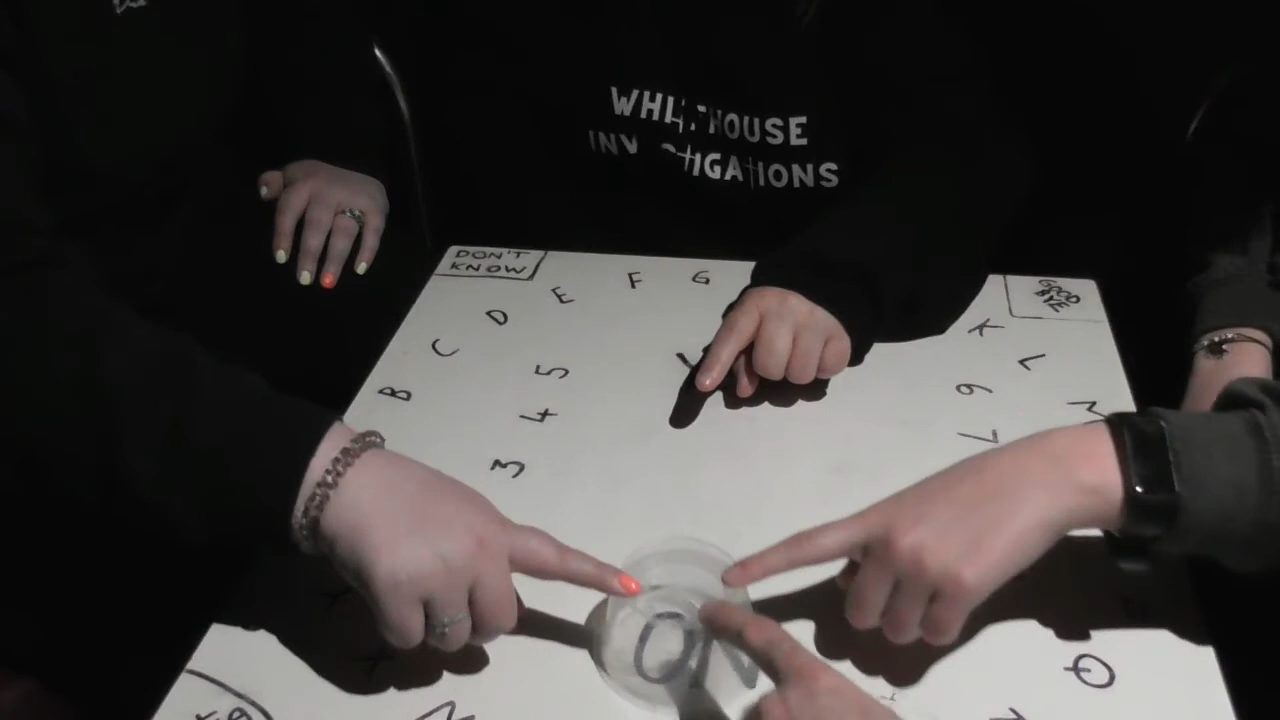 WHITEHOUSE
INVESTIGATIONS
DON'T
KNOW
GOOD
BYE
B C D E F G
K L M
3 4 5
6 7
NO
Q